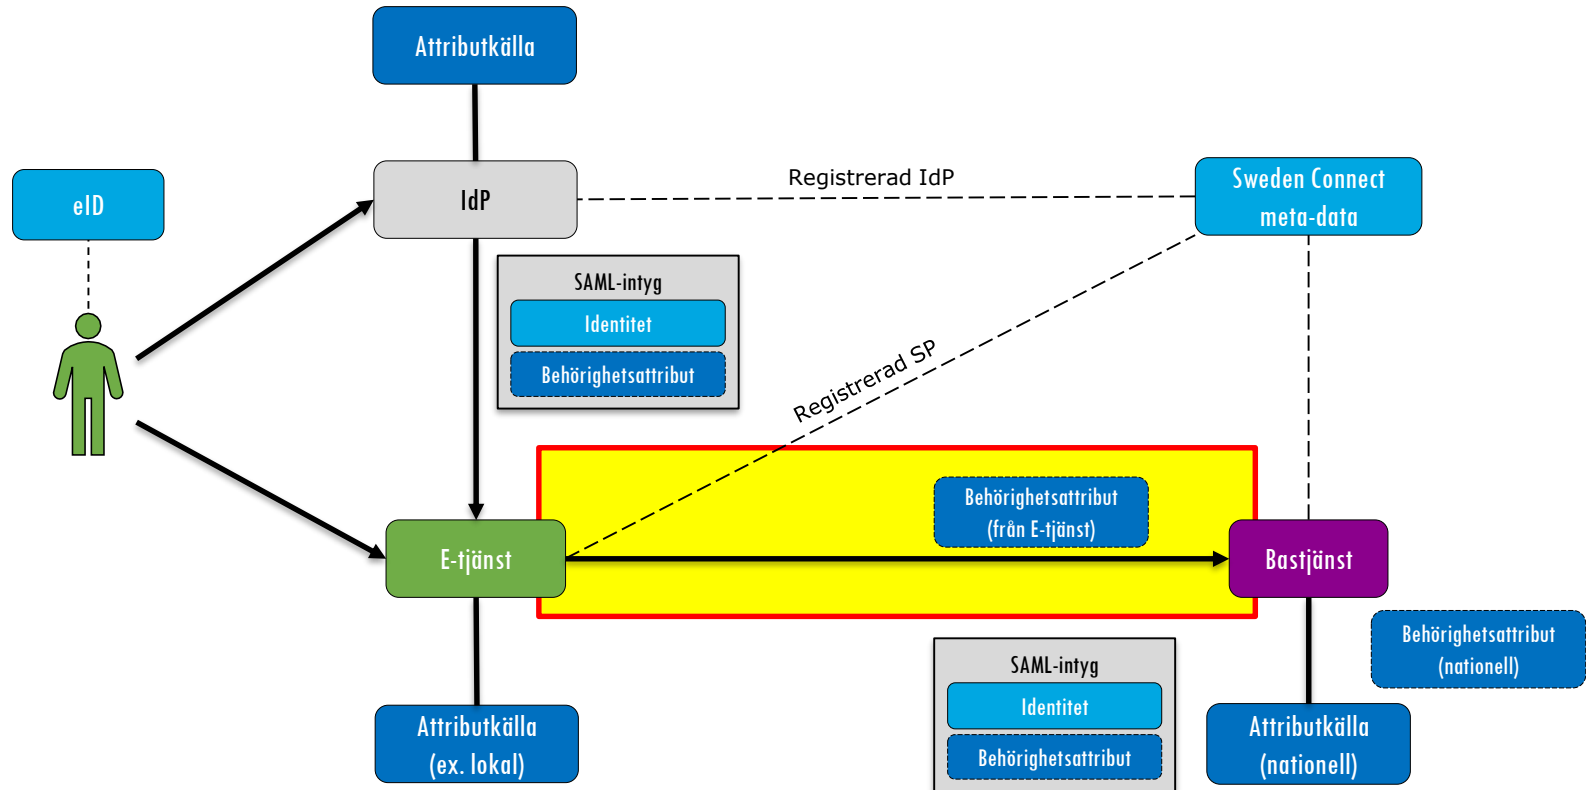 Attributkälla
eID
IdP
Registrerad IdP
Sweden Connect
meta-data
SAML-intyg
Identitet
Behörighetsattribut
Registrerad SP
Behörighetsattribut
(från E-tjänst)
E-tjänst
Bastjänst
Behörighetsattribut
(nationell)
SAML-intyg
Identitet
Behörighetsattribut
Attributkälla
(ex. lokal)
Attributkälla
(nationell)